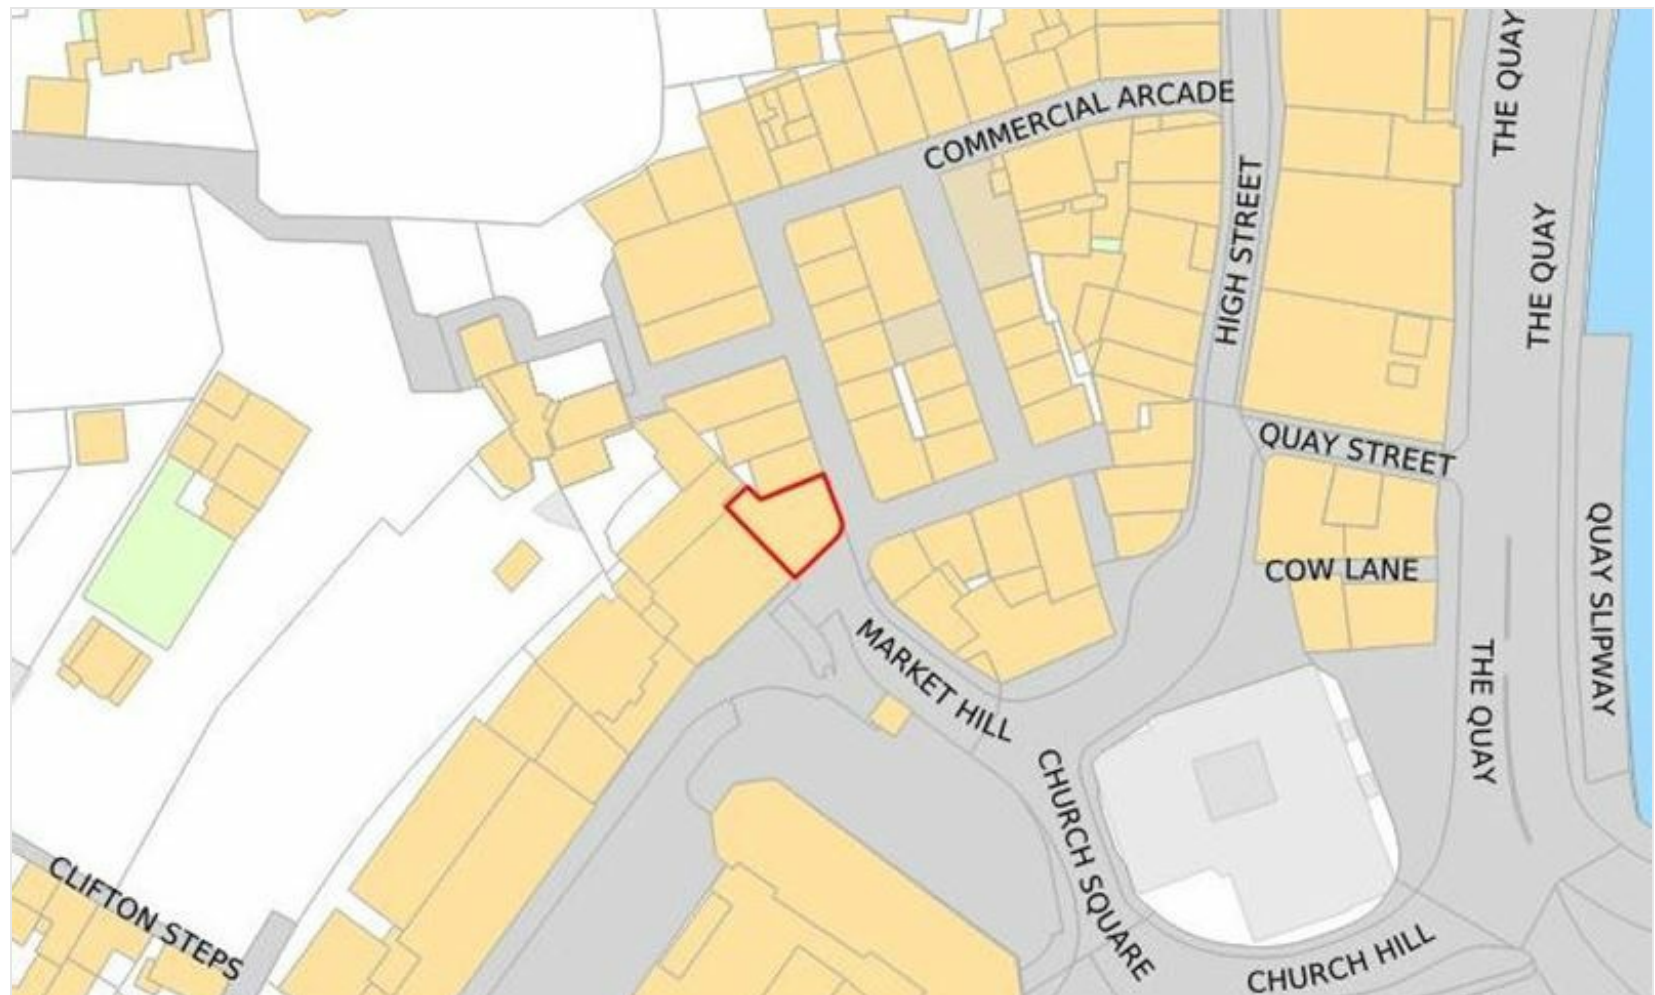 THE QUAY
COMMERCIAL ARCADE
HIGH STREET
THE QUAY
QUAY STREET
QUAY SLIPWAY
COW LANE
MARKET HILL
THE QUAY
CHURCH SQUARE
CLIFTON STEPS
CHURCH HILL